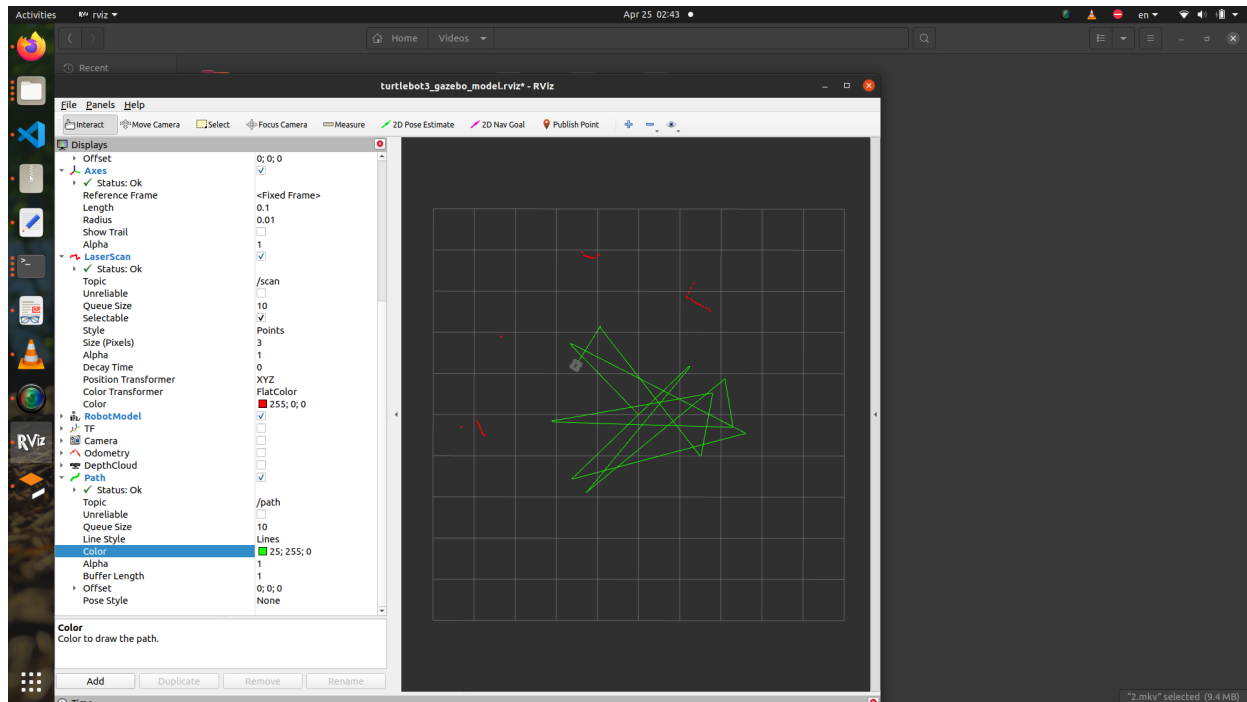 Activities
RViz rviz
Apr 25 02:43
en
Home Videos
Recent
turtlebot3_gazebo_model.rviz* - RViz
File Panels Help
Interact Move Camera Select Focus Camera Measure 2D Pose Estimate 2D Nav Goal Publish Point
Displays
Offset 0; 0; 0
Axes
Status: Ok
Reference Frame <Fixed Frame>
Length 0.1
Radius 0.01
Show Trail
Alpha 1
LaserScan
Status: Ok
Topic /scan
Unreliable
Queue Size 10
Selectable
Style Points
Size (Pixels) 3
Alpha 1
Decay Time 0
Position Transformer XYZ
Color Transformer FlatColor
Color 255; 0; 0
RobotModel
TF
Camera
Odometry
DepthCloud
Path
Status: Ok
Topic /path
Unreliable
Queue Size 10
Line Style Lines
Color 25; 255; 0
Alpha 1
Buffer Length 1
Offset 0; 0; 0
Pose Style None
Color
Color to draw the path.
Add Duplicate Remove Rename
Time
RViz
"2.mkv" selected (9.4 MB)